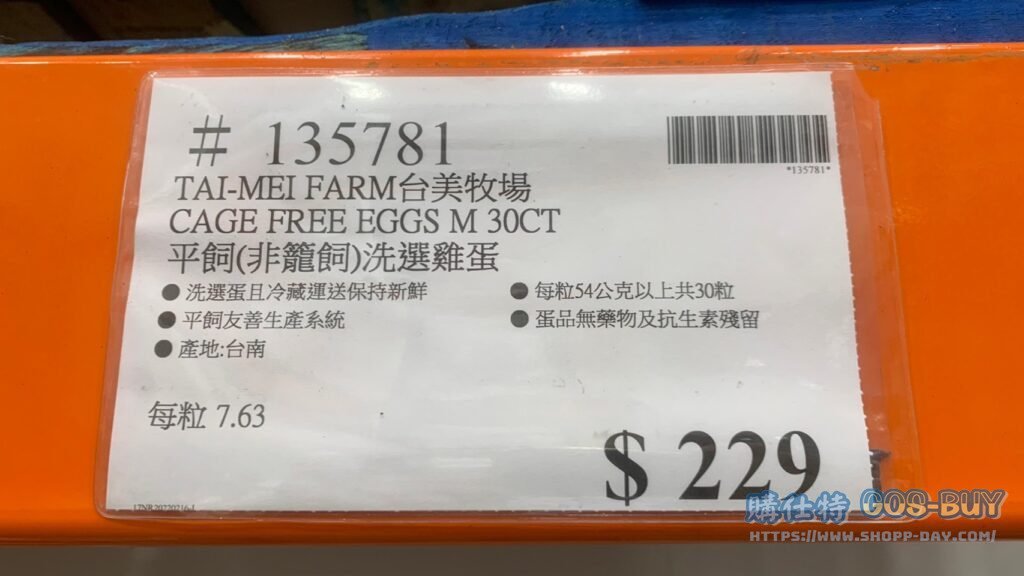 # 135781
*135781*
TAI-MEI FARM台美牧場
CAGE FREE EGGS M 30CT
平飼(非籠飼)洗選雞蛋
●洗選蛋且冷藏運送保持新鮮
●每粒54公克以上共30粒
●平飼友善生產系統
●蛋品無藥物及抗生素殘留
●產地:台南
每粒 7.63
$ 229
17NR20220216-1
購仕特 COS-BUY
HTTPS://WWW.SHOPP-DAY.COM/